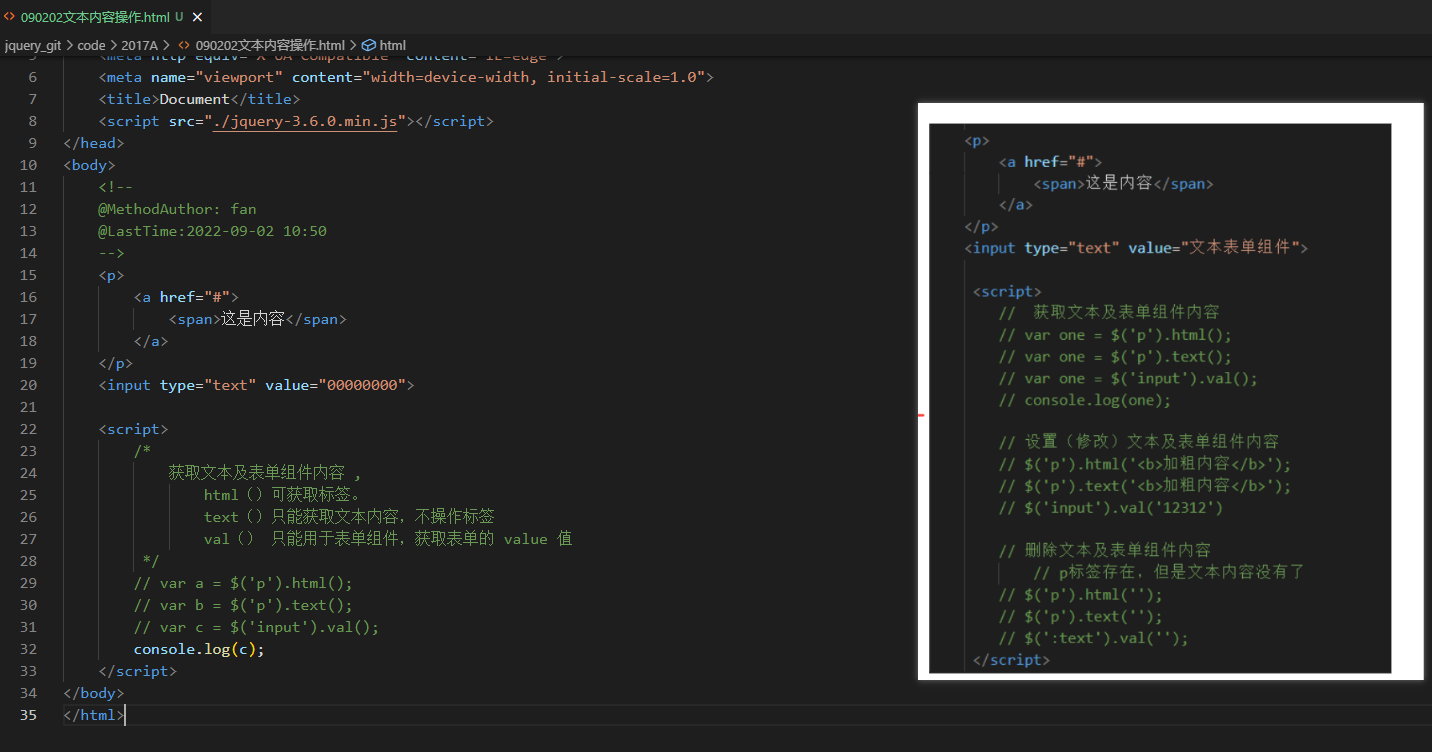 090202文本内容操作.html U ×
jquery_git > code > 2017A > <> 090202文本内容操作.html > html
6 <meta name="viewport" content="width=device-width, initial-scale=1.0">
7 <title>Document</title>
8 <script src="./jquery-3.6.0.min.js"></script>
9 </head>
10 <body>
11 <!--
12 @MethodAuthor: fan
13 @LastTime:2022-09-02 10:50
14 -->
15 <p>
16 <a href="#">
17 <span>这是内容</span>
18 </a>
19 </p>
20 <input type="text" value="00000000">
21
22 <script>
23 /*
24 获取文本及表单组件内容 ,
25 html（）可获取标签。
26 text（）只能获取文本内容，不操作标签
27 val（） 只能用于表单组件，获取表单的 value 值
28 */
29 // var a = $('p').html();
30 // var b = $('p').text();
31 // var c = $('input').val();
32 console.log(c);
33 </script>
34 </body>
35 </html>
<p>
<a href="#">
<span>这是内容</span>
</a>
</p>
<input type="text" value="文本表单组件">
<script>
// 获取文本及表单组件内容
// var one = $('p').html();
// var one = $('p').text();
// var one = $('input').val();
// console.log(one);
// 设置（修改）文本及表单组件内容
// $('p').html('<b>加粗内容</b>');
// $('p').text('<b>加粗内容</b>');
// $('input').val('12312')
// 删除文本及表单组件内容
// p标签存在，但是文本内容没有了
// $('p').html('');
// $('p').text('');
// $(':text').val('');
</script>